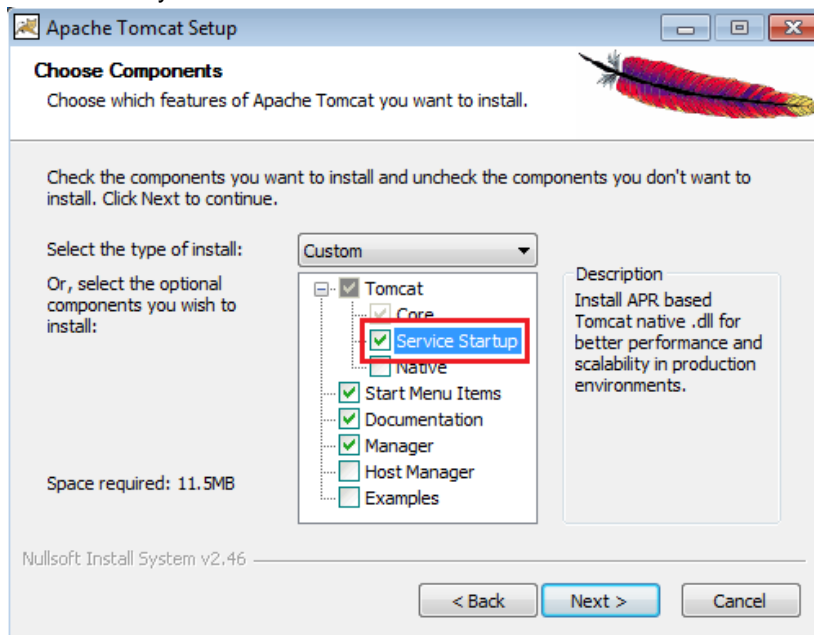 Apache Tomcat Setup
Choose Components
Choose which features of Apache Tomcat you want to install.
Check the components you want to install and uncheck the components you don't want to
install. Click Next to continue.
Select the type of install:
Custom
Or, select the optional
components you wish to
install:
Tomcat
Core
Service Startup
Native
Start Menu Items
Documentation
Manager
Host Manager
Examples
Description
Install APR based
Tomcat native .dll for
better performance and
scalability in production
environments.
Space required: 11.5MB
Nullsoft Install System v2.46
< Back
Next >
Cancel